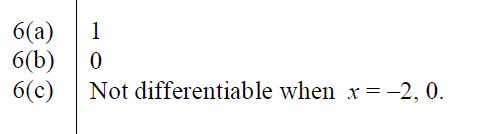 6(a) 1
6(b) 0
6(c) Not differentiable when x = –2, 0.